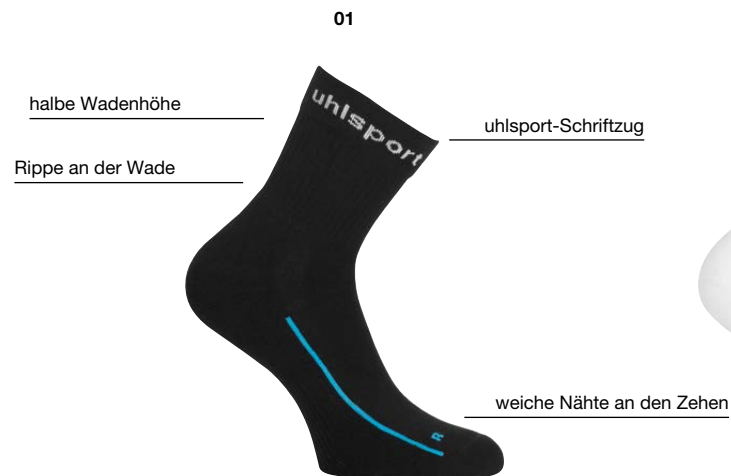 01
halbe Wadenhöhe
uhlsport
uhlsport-Schriftzug
Rippe an der Wade
weiche Nähte an den Zehen
R